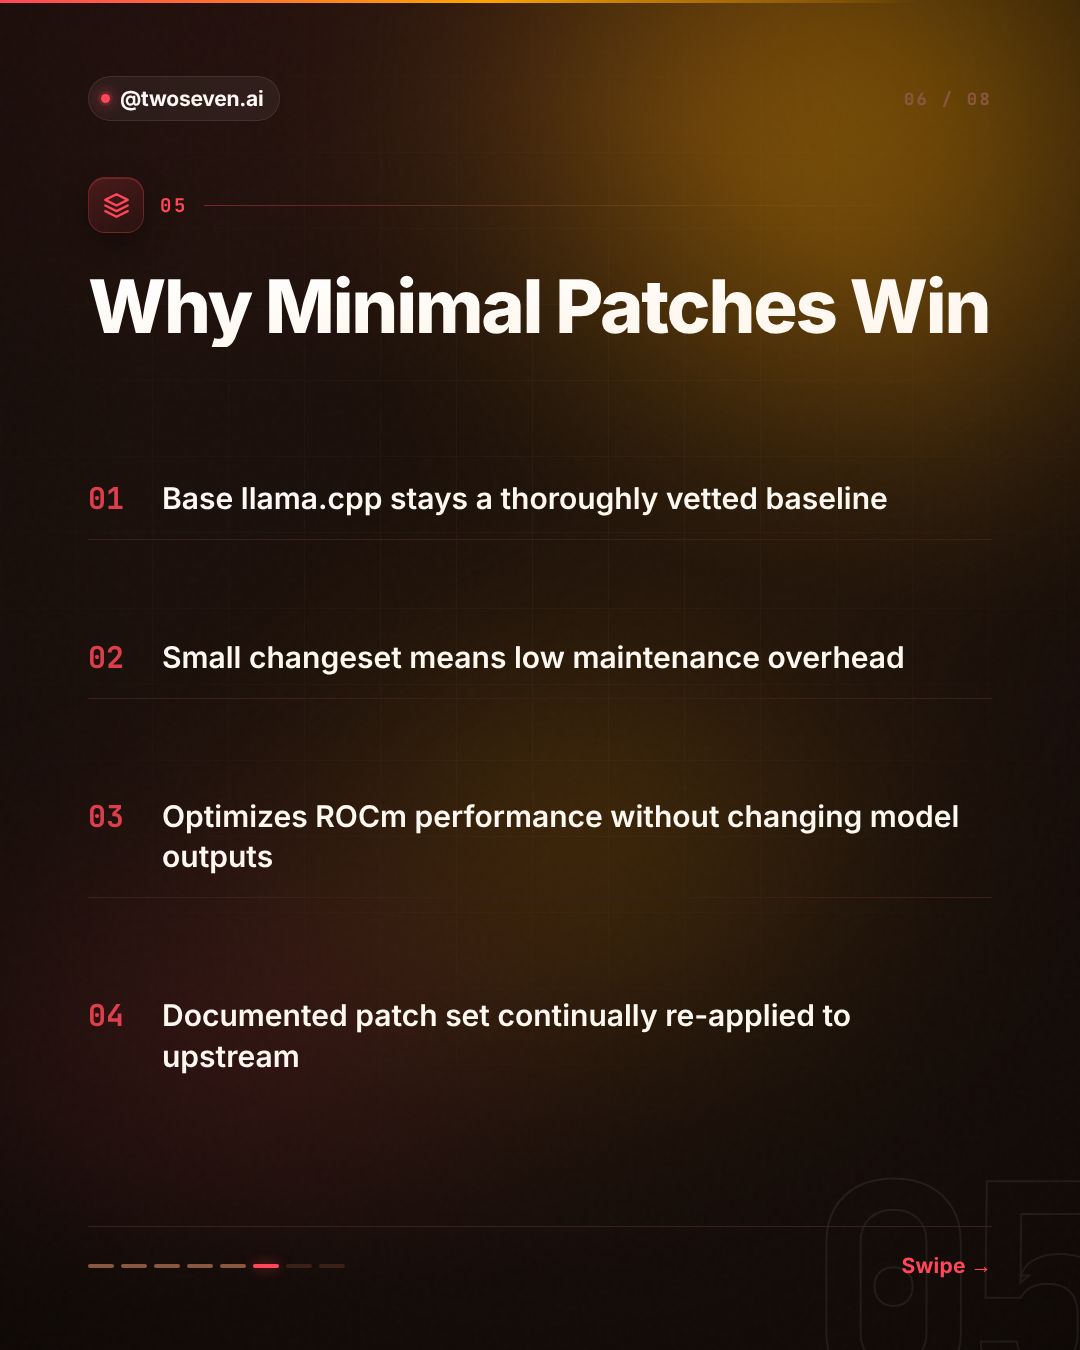 @twoseven.ai
06 / 08
05
Why Minimal Patches Win
01 Base llama.cpp stays a thoroughly vetted baseline
02 Small changeset means low maintenance overhead
03 Optimizes ROCm performance without changing model
outputs
04 Documented patch set continually re-applied to
upstream
Swipe →
05